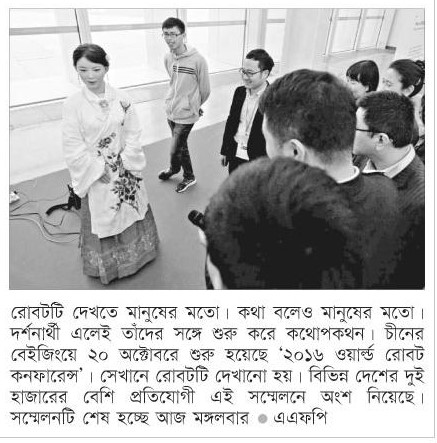 রোবটটি দেখতে মানুষের মতো। কথা বলেও মানুষের মতো।
দর্শনার্থী এলেই তাঁদের সঙ্গে শুরু করে কথোপকথন। চীনের
বেইজিংয়ে ২০ অক্টোবরে শুরু হয়েছে ‘২০১৬ ওয়ার্ল্ড রোবট
কনফারেন্স’। সেখানে রোবটটি দেখানো হয়। বিভিন্ন দেশের দুই
হাজারের বেশি প্রতিযোগী এই সম্মেলনে অংশ নিয়েছে।
সম্মেলনটি শেষ হচ্ছে আজ মঙ্গলবার ● এএফপি